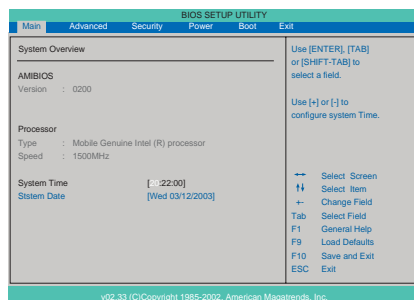 BIOS SETUP UTILITY
Main Advanced Security Power Boot Exit
System Overview
AMIBIOS
Version : 0200
Processor
Type : Mobile Genuine Intel (R) processor
Speed : 1500MHz
System Time [20:22:00]
Ststem Date [Wed 03/12/2003]
Use [ENTER], [TAB]
or [SHIFT-TAB] to
select a field.
Use [+] or [-] to
configure system Time.
↔ Select Screen
↑↓ Select Item
+- Change Field
Tab Select Field
F1 General Help
F9 Load Defaults
F10 Save and Exit
ESC Exit
v02.33 (C)Copyright 1985-2002, American Magatrends, Inc.